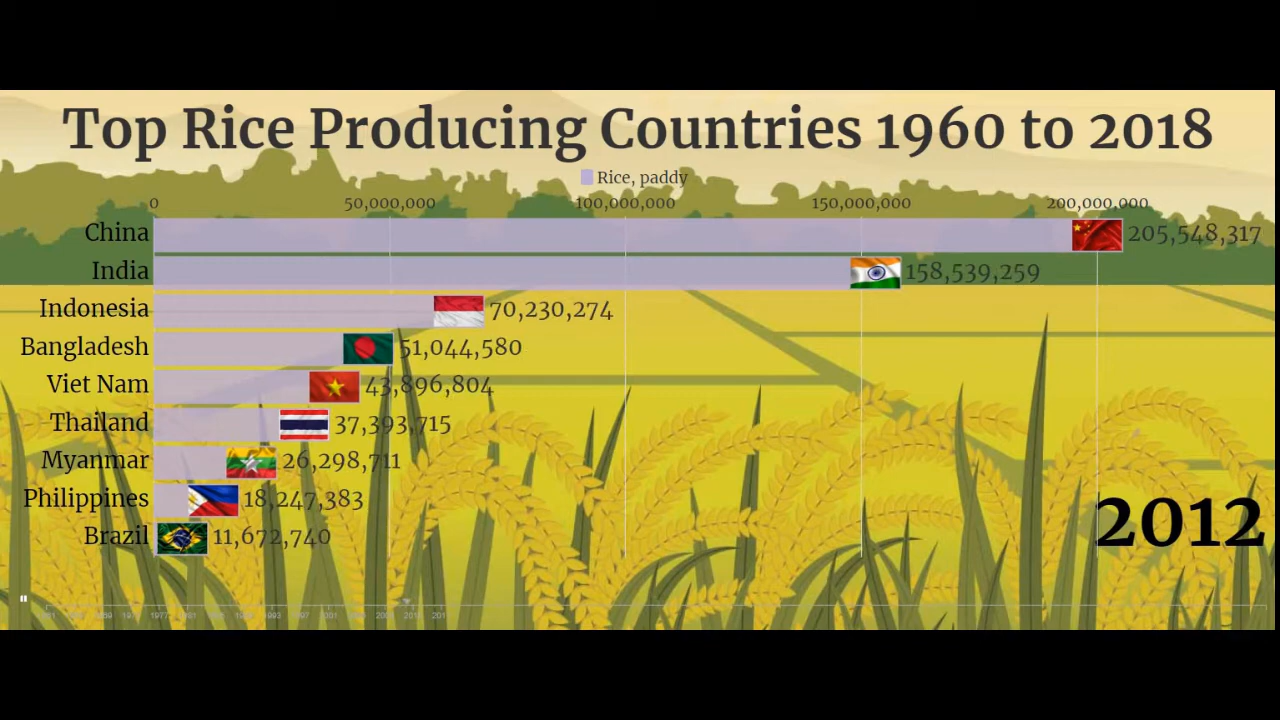 Top Rice Producing Countries 1960 to 2018
Rice, paddy
0 50,000,000 100,000,000 150,000,000 200,000,000
China 205,548,317
India 158,539,259
Indonesia 70,230,274
Bangladesh 51,044,580
Viet Nam 43,896,804
Thailand 37,393,715
Myanmar 26,298,711
Philippines 18,247,383
Brazil 11,672,740
2012
1977 2001